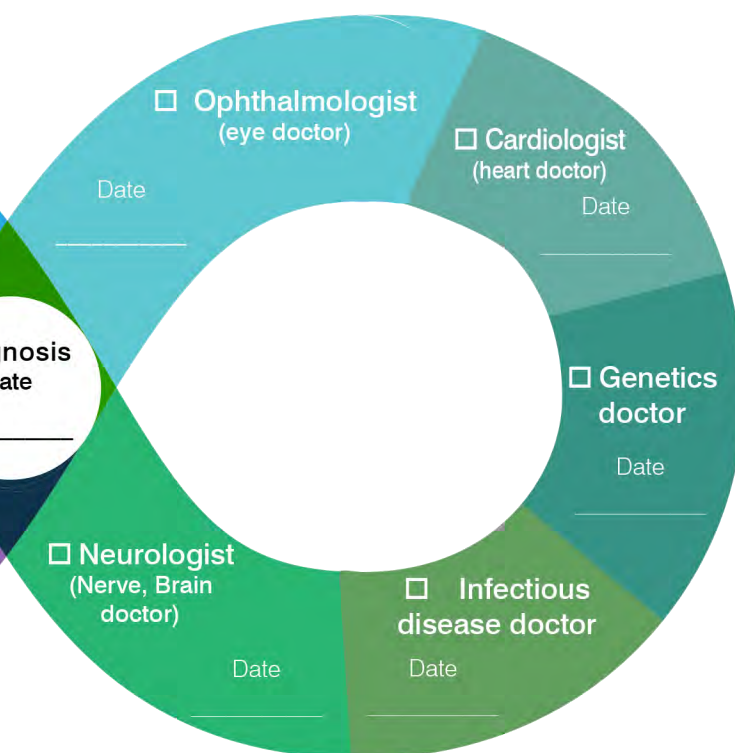 ☐ Ophthalmologist
(eye doctor)
Date
☐ Cardiologist
(heart doctor)
Date
☐ Genetics
doctor
Date
☐ Infectious
disease doctor
Date
☐ Neurologist
(Nerve, Brain
doctor)
Date
gnosis
ate